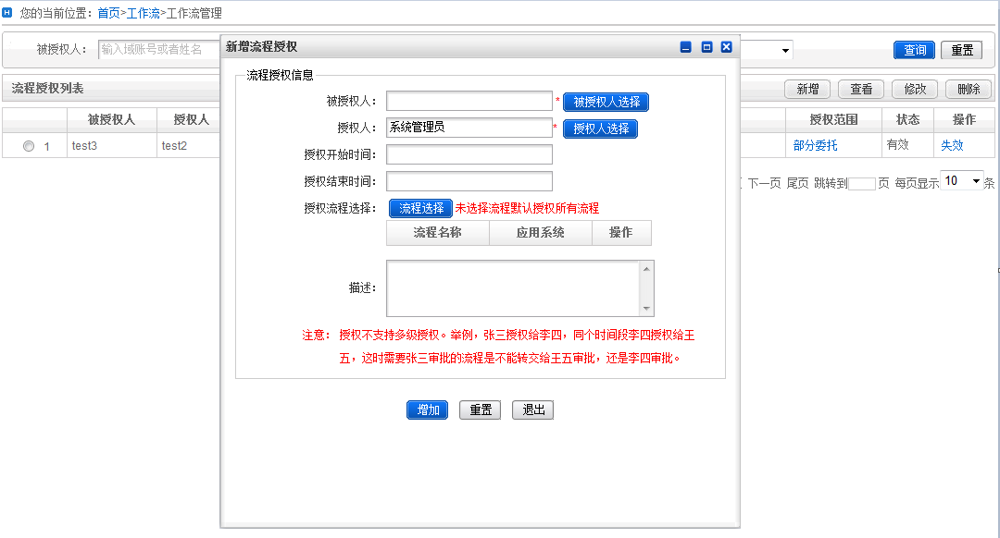 您的当前位置：首页>工作流>工作流管理
被授权人： 输入域账号或者姓名
查询 重置
流程授权列表
新增 查看 修改 删除
被授权人 授权人 授权范围 状态 操作
1 test3 test2 部分委托 有效 失效
下一页 尾页 跳转到 页 每页显示 10 条
新增流程授权
流程授权信息
被授权人： * 被授权人选择
授权人： 系统管理员 * 授权人选择
授权开始时间：
授权结束时间：
授权流程选择： 流程选择 未选择流程默认授权所有流程
流程名称 应用系统 操作
描述：
注意： 授权不支持多级授权。举例，张三授权给李四，同个时间段李四授权给王
五，这时需要张三审批的流程是不能转交给王五审批，还是李四审批。
增加 重置 退出